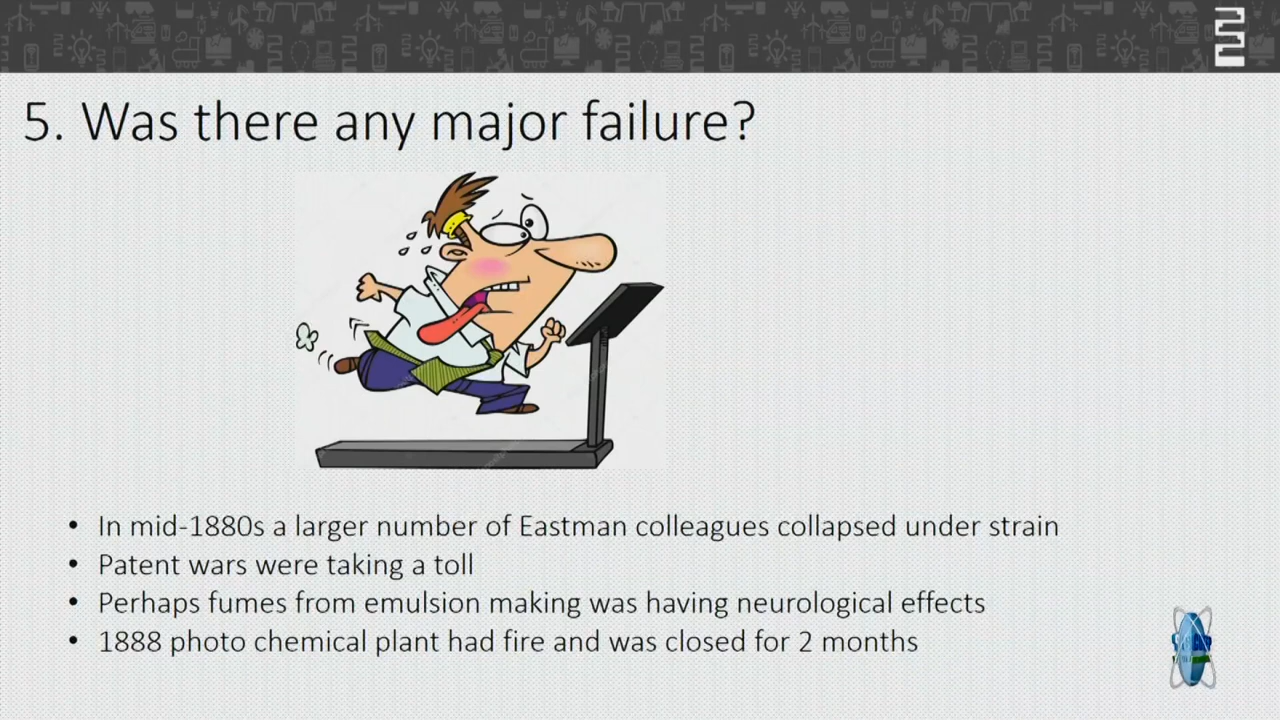 5. Was there any major failure?
• In mid-1880s a larger number of Eastman colleagues collapsed under strain
• Patent wars were taking a toll
• Perhaps fumes from emulsion making was having neurological effects
• 1888 photo chemical plant had fire and was closed for 2 months